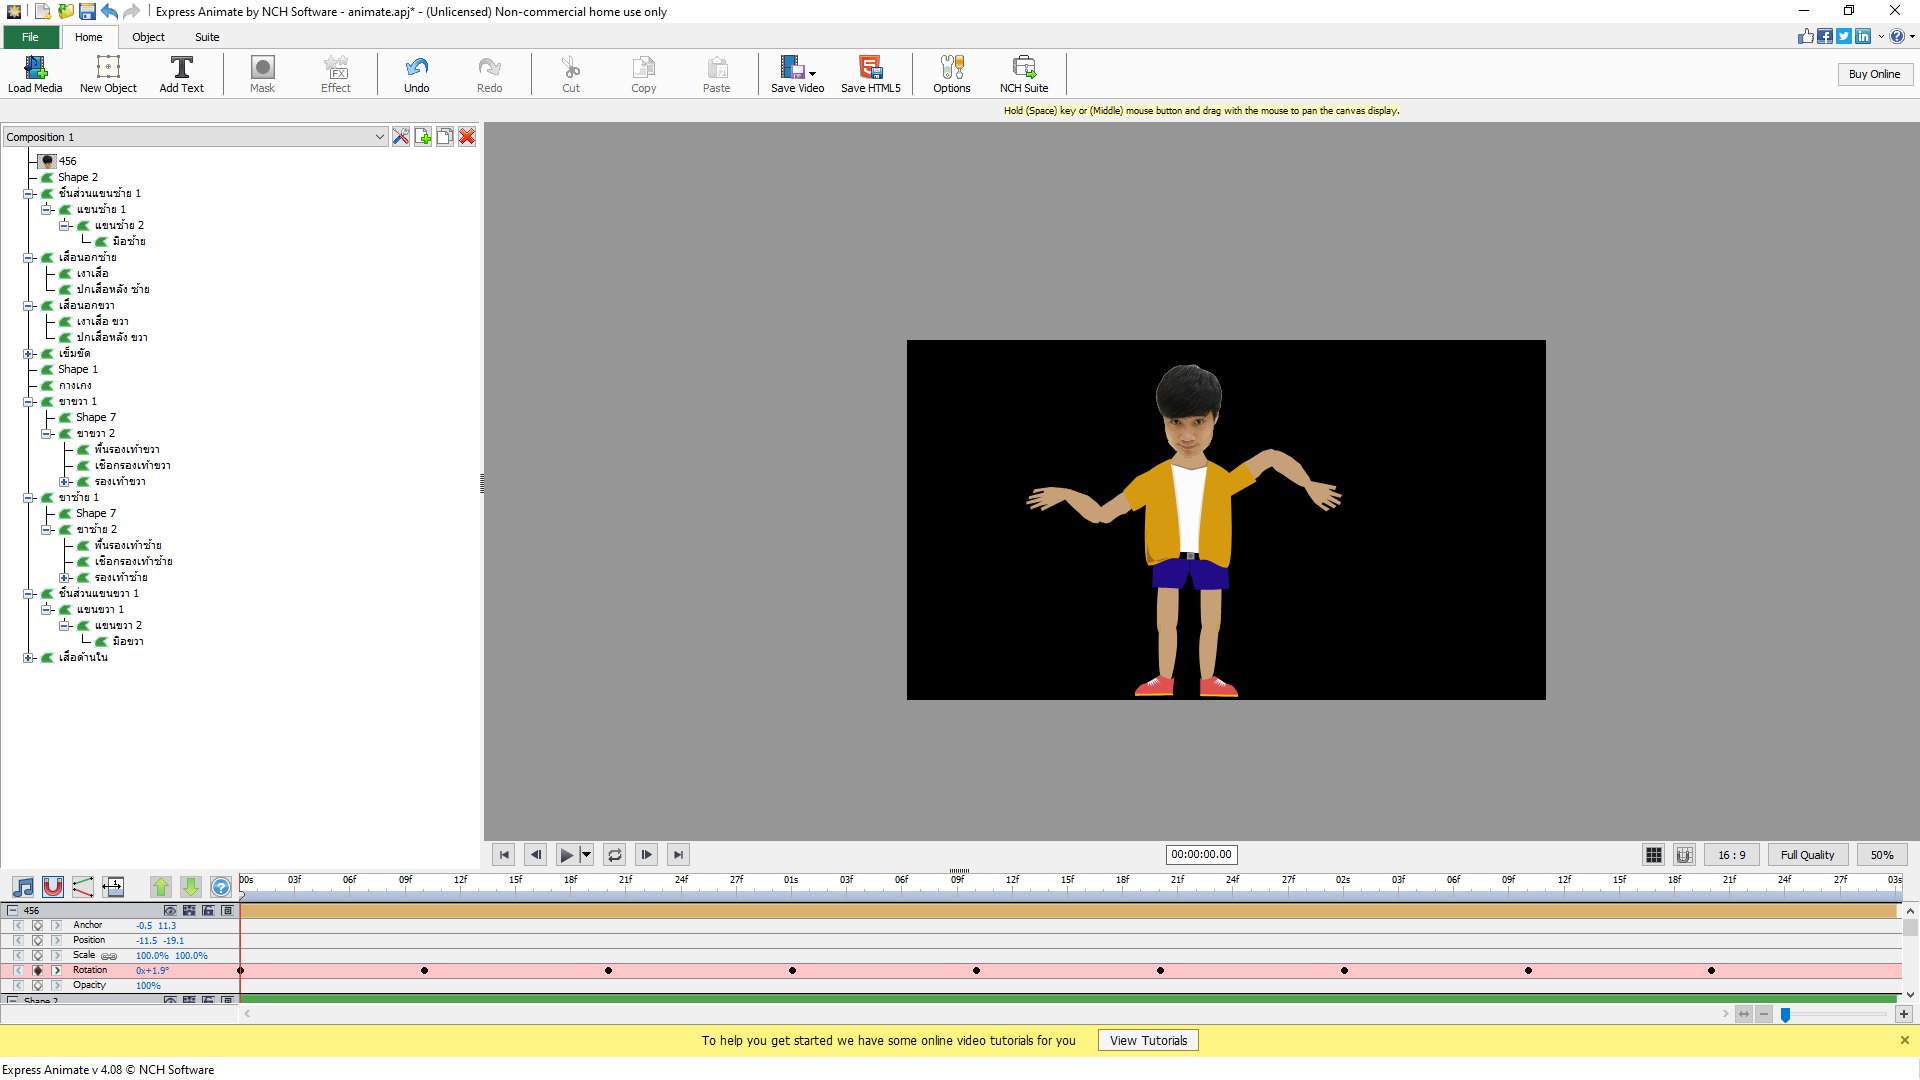 Express Animate by NCH Software - animate.apj* - (Unlicensed) Non-commercial home use only
File Home Object Suite
Load Media New Object Add Text Mask Effect Undo Redo Cut Copy Paste Save Video Save HTML5 Options NCH Suite Buy Online
Hold (Space) key or (Middle) mouse button and drag with the mouse to pan the canvas display.
Composition 1
456
Shape 2
ชิ้นส่วนแขนซ้าย 1
แขนซ้าย 1
แขนซ้าย 2
มือซ้าย
เสื้อนอกซ้าย
เงาเสื้อ
ปกเสื้อหลัง ซ้าย
เสื้อนอกขวา
เงาเสื้อ ขวา
ปกเสื้อหลัง ขวา
เข็มขัด
Shape 1
กางเกง
ขาขวา 1
Shape 7
ขาขวา 2
พื้นรองเท้าขวา
เชือกรองเท้าขวา
รองเท้าขวา
ขาซ้าย 1
Shape 7
ขาซ้าย 2
พื้นรองเท้าซ้าย
เชือกรองเท้าซ้าย
รองเท้าซ้าย
ชิ้นส่วนแขนขวา 1
แขนขวา 1
แขนขวา 2
มือขวา
เสื้อด้านใน
00:00:00.00 16 : 9 Full Quality 50%
00s 03f 06f 09f 12f 15f 18f 21f 24f 27f 01s 03f 06f 09f 12f 15f 18f 21f 24f 27f 02s 03f 06f 09f 12f 15f 18f 21f 24f 27f 03s
456
Anchor -0.5 11.3
Position -11.5 -19.1
Scale 100.0% 100.0%
Rotation 0x+1.9°
Opacity 100%
Shape 2
To help you get started we have some online video tutorials for you View Tutorials
Express Animate v 4.08 © NCH Software